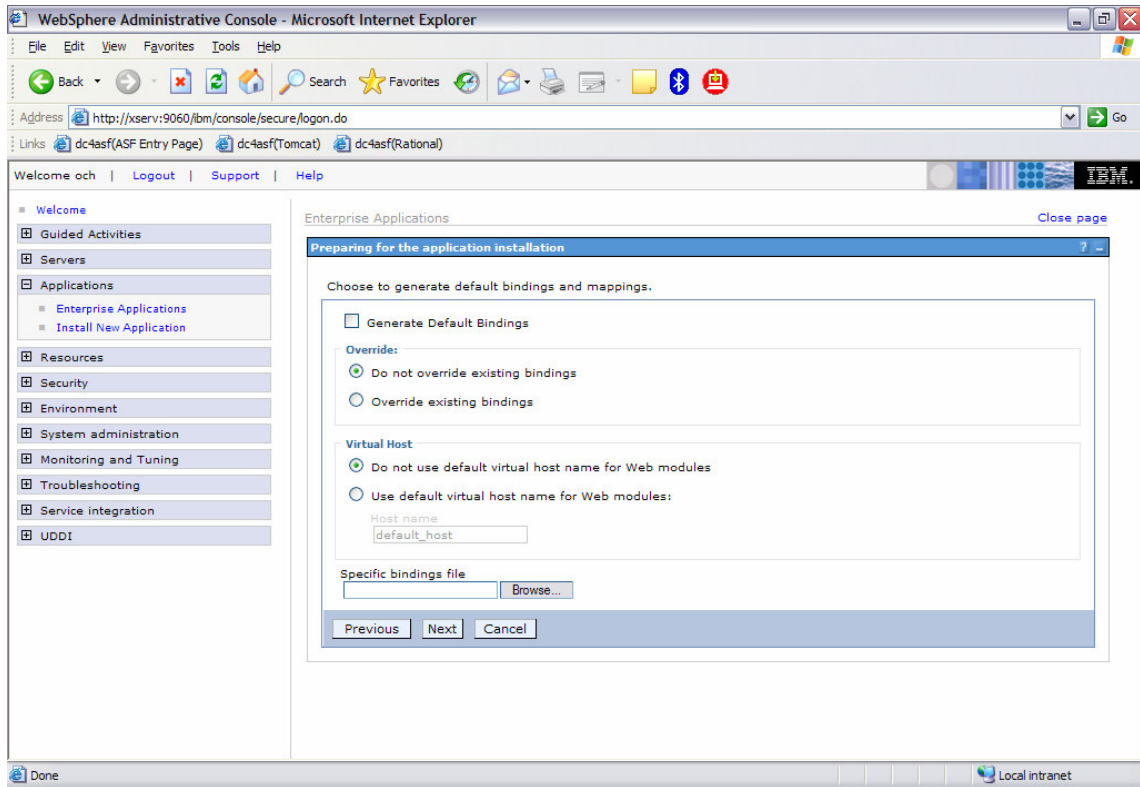 WebSphere Administrative Console - Microsoft Internet Explorer
File Edit View Favorites Tools Help
Back Search Favorites
Address http://xserv:9060/ibm/console/secure/logon.do Go
Links dc4asf(ASF Entry Page) dc4asf(Tomcat) dc4asf(Rational)
Welcome och | Logout | Support | Help IBM.
Welcome
Guided Activities
Servers
Applications
Enterprise Applications
Install New Application
Resources
Security
Environment
System administration
Monitoring and Tuning
Troubleshooting
Service integration
UDDI
Enterprise Applications Close page
Preparing for the application installation ? –
Choose to generate default bindings and mappings.
Generate Default Bindings
Override:
Do not override existing bindings
Override existing bindings
Virtual Host
Do not use default virtual host name for Web modules
Use default virtual host name for Web modules:
Host name
default_host
Specific bindings file
Browse...
Previous Next Cancel
Done Local intranet